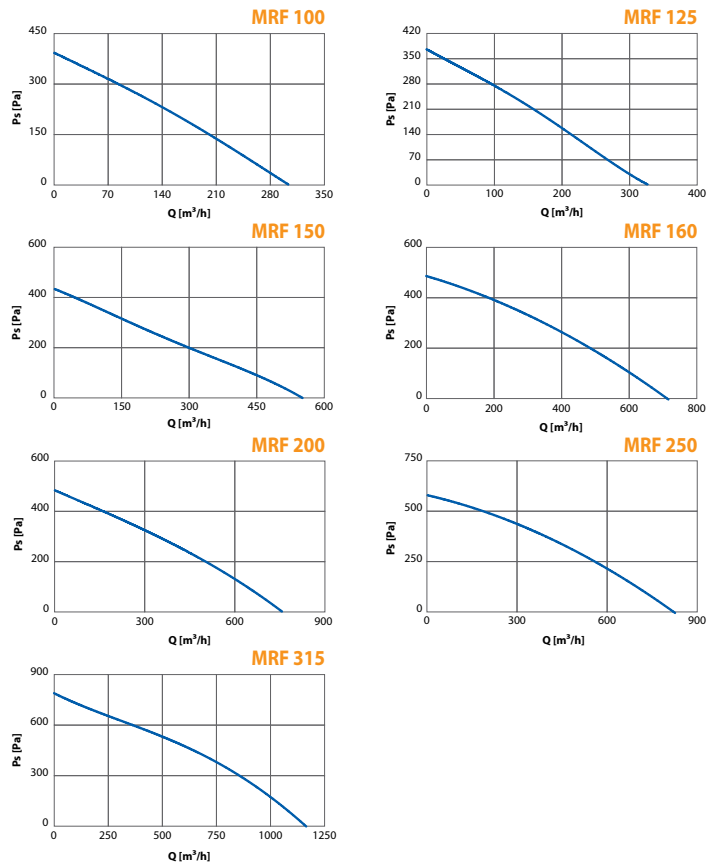 MRF 100
450
300
150
0
Ps [Pa]
0 70 140 210 280 350
Q [m³/h]
MRF 125
420
350
280
210
140
70
0
Ps [Pa]
0 100 200 300 400
Q [m³/h]
MRF 150
600
400
200
0
Ps [Pa]
0 150 300 450 600
Q [m³/h]
MRF 160
600
400
200
0
Ps [Pa]
0 200 400 600 800
Q [m³/h]
MRF 200
600
400
200
0
Ps [Pa]
0 300 600 900
Q [m³/h]
MRF 250
750
500
250
0
Ps [Pa]
0 300 600 900
Q [m³/h]
MRF 315
900
600
300
0
Ps [Pa]
0 250 500 750 1000 1250
Q [m³/h]